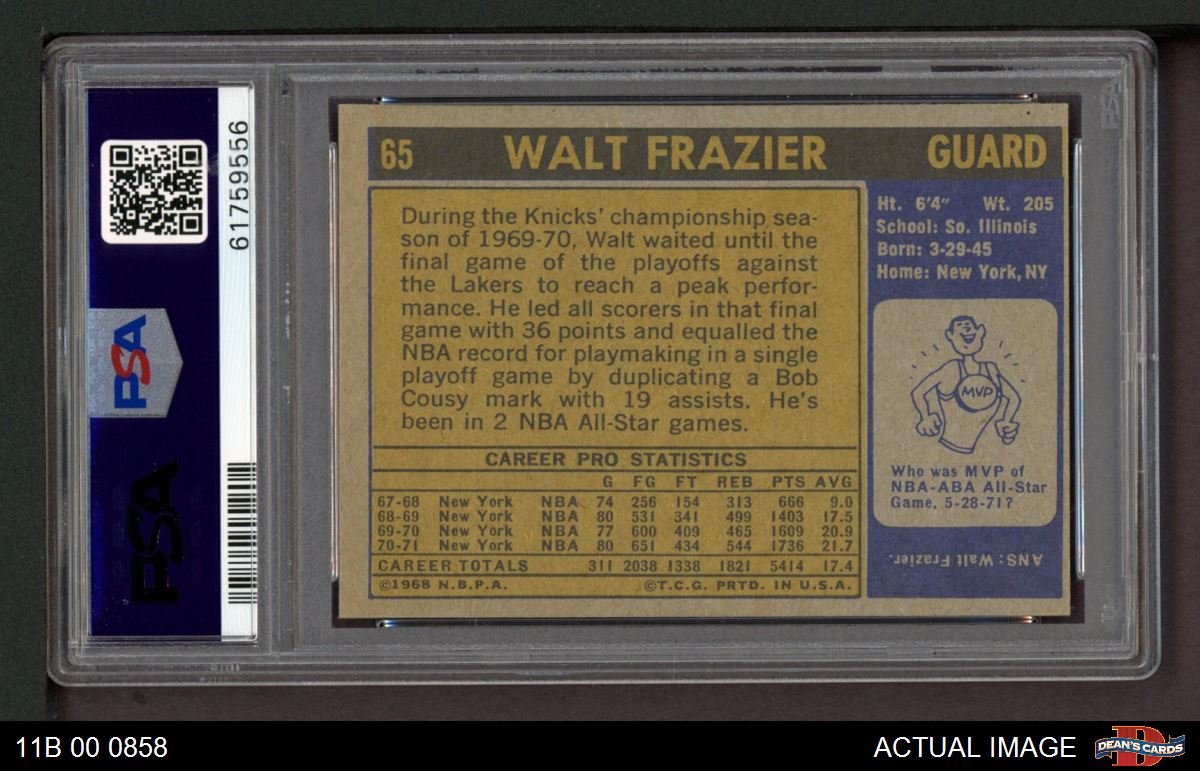 61759556
PSA
PSA
65 WALT FRAZIER GUARD
During the Knicks' championship sea-
son of 1969-70, Walt waited until the
final game of the playoffs against
the Lakers to reach a peak perfor-
mance. He led all scorers in that final
game with 36 points and equalled the
NBA record for playmaking in a single
playoff game by duplicating a Bob
Cousy mark with 19 assists. He's
been in 2 NBA All-Star games.
CAREER PRO STATISTICS
G FG FT REB PTS AVG
67-68 New York NBA 74 256 154 313 666 9.0
68-69 New York NBA 80 531 341 499 1403 17.5
69-70 New York NBA 77 600 409 465 1609 20.9
70-71 New York NBA 80 651 434 544 1736 21.7
CAREER TOTALS 311 2038 1338 1821 5414 17.4
©1968 N.B.P.A. ©T.C.G. PRTD. IN U.S.A.
Ht. 6'4" Wt. 205
School: So. Illinois
Born: 3-29-45
Home: New York, NY
MVP
Who was MVP of
NBA-ABA All-Star
Game, 5-28-71?
ANS: Walt Frazier.
PSA
11B 00 0858
ACTUAL IMAGE
DEAN'S CARDS